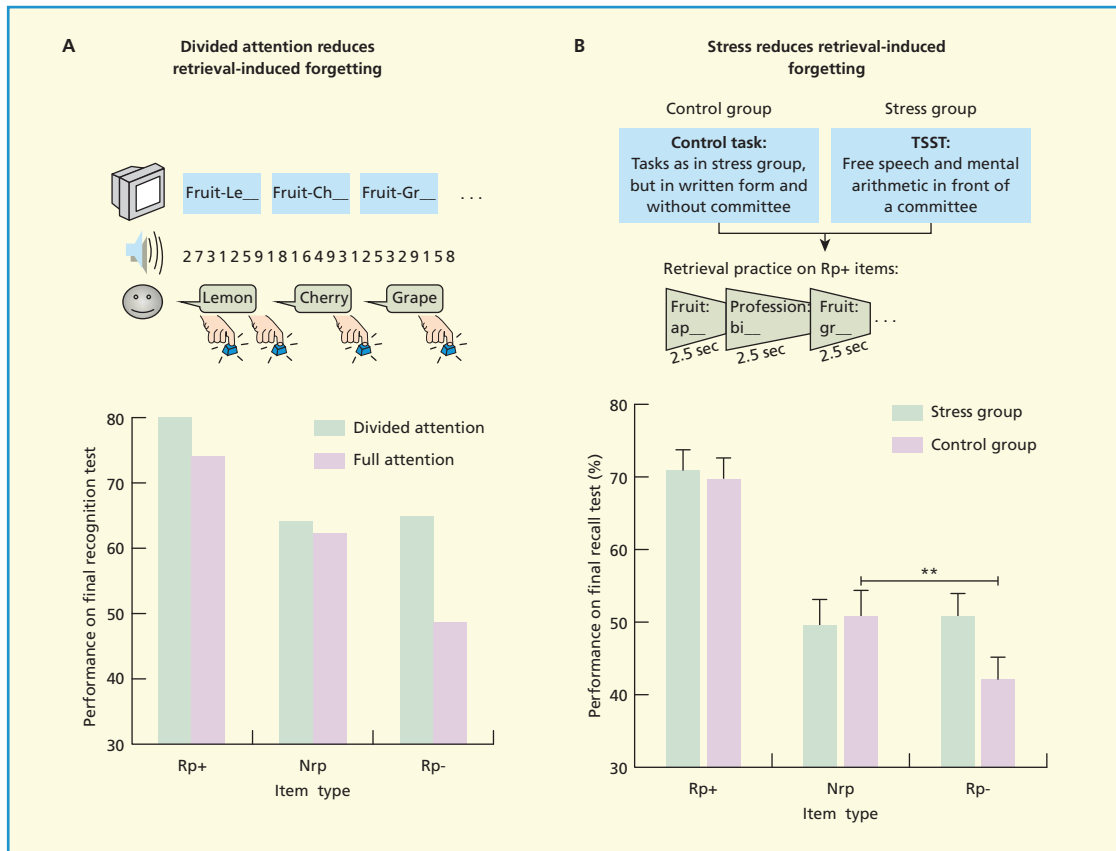 A
Divided attention reduces
retrieval-induced forgetting
Fruit-Le__ Fruit-Ch__ Fruit-Gr__ . . .
2 7 3 1 2 5 9 1 8 1 6 4 9 3 1 2 5 3 2 9 1 5 8
Lemon Cherry Grape
Performance on final recognition test
80
70
60
50
40
30
Divided attention
Full attention
Rp+ Nrp Rp-
Item type
B
Stress reduces retrieval-induced
forgetting
Control group Stress group
Control task:
Tasks as in stress group,
but in written form and
without committee
TSST:
Free speech and mental
arithmetic in front of
a committee
Retrieval practice on Rp+ items:
Fruit:
ap__
Profession:
bi__
Fruit:
gr__
. . .
2.5 sec 2.5 sec 2.5 sec
Performance on final recall test (%)
80
70
60
50
40
30
Stress group
Control group
**
Rp+ Nrp Rp-
Item type